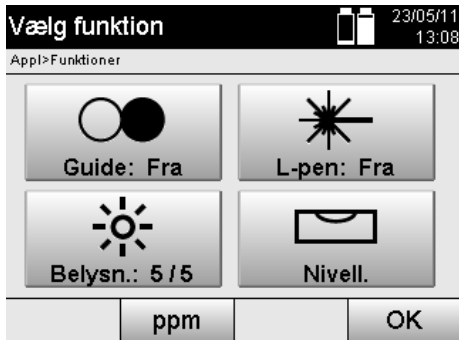 Vælg funktion
23/05/11
13:08
Appl>Funktioner
Guide: Fra
L-pen: Fra
Belysn.: 5/5
Nivell.
ppm
OK